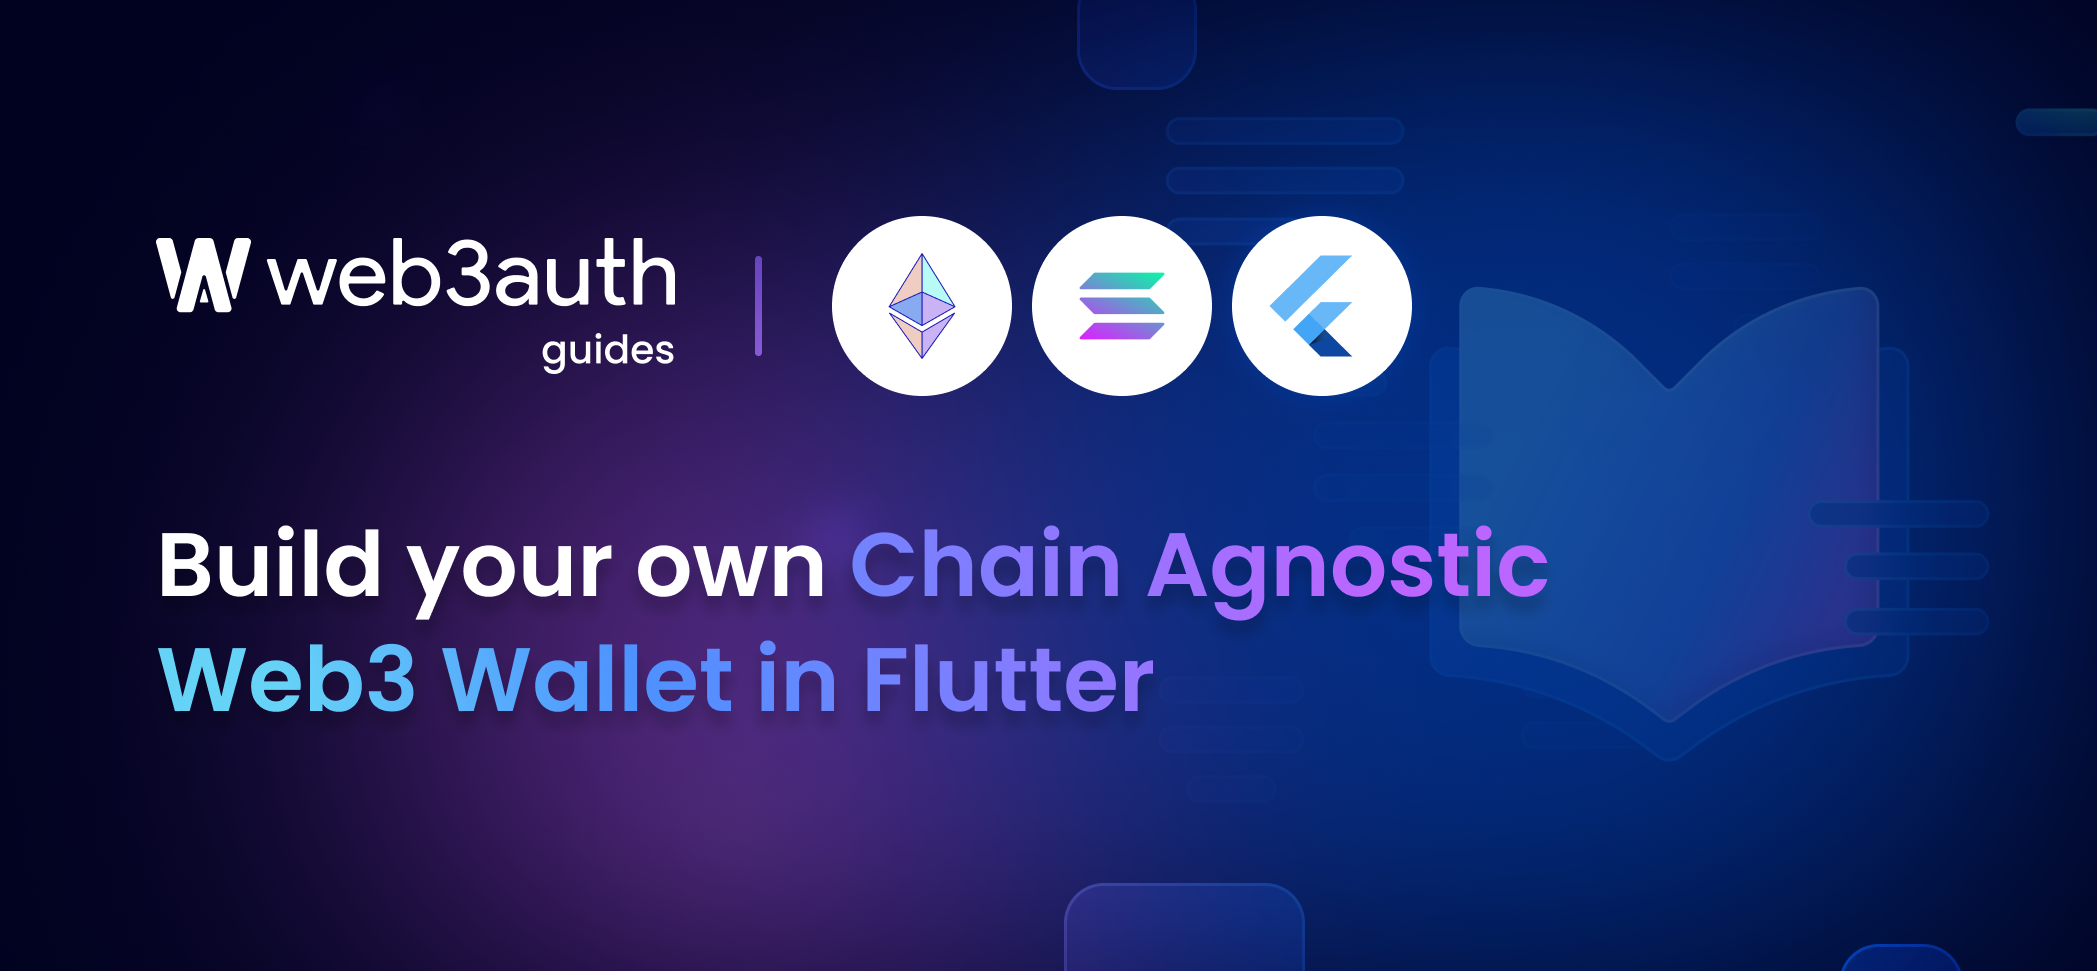 web3auth
guides
Build your own Chain Agnostic
Web3 Wallet in Flutter